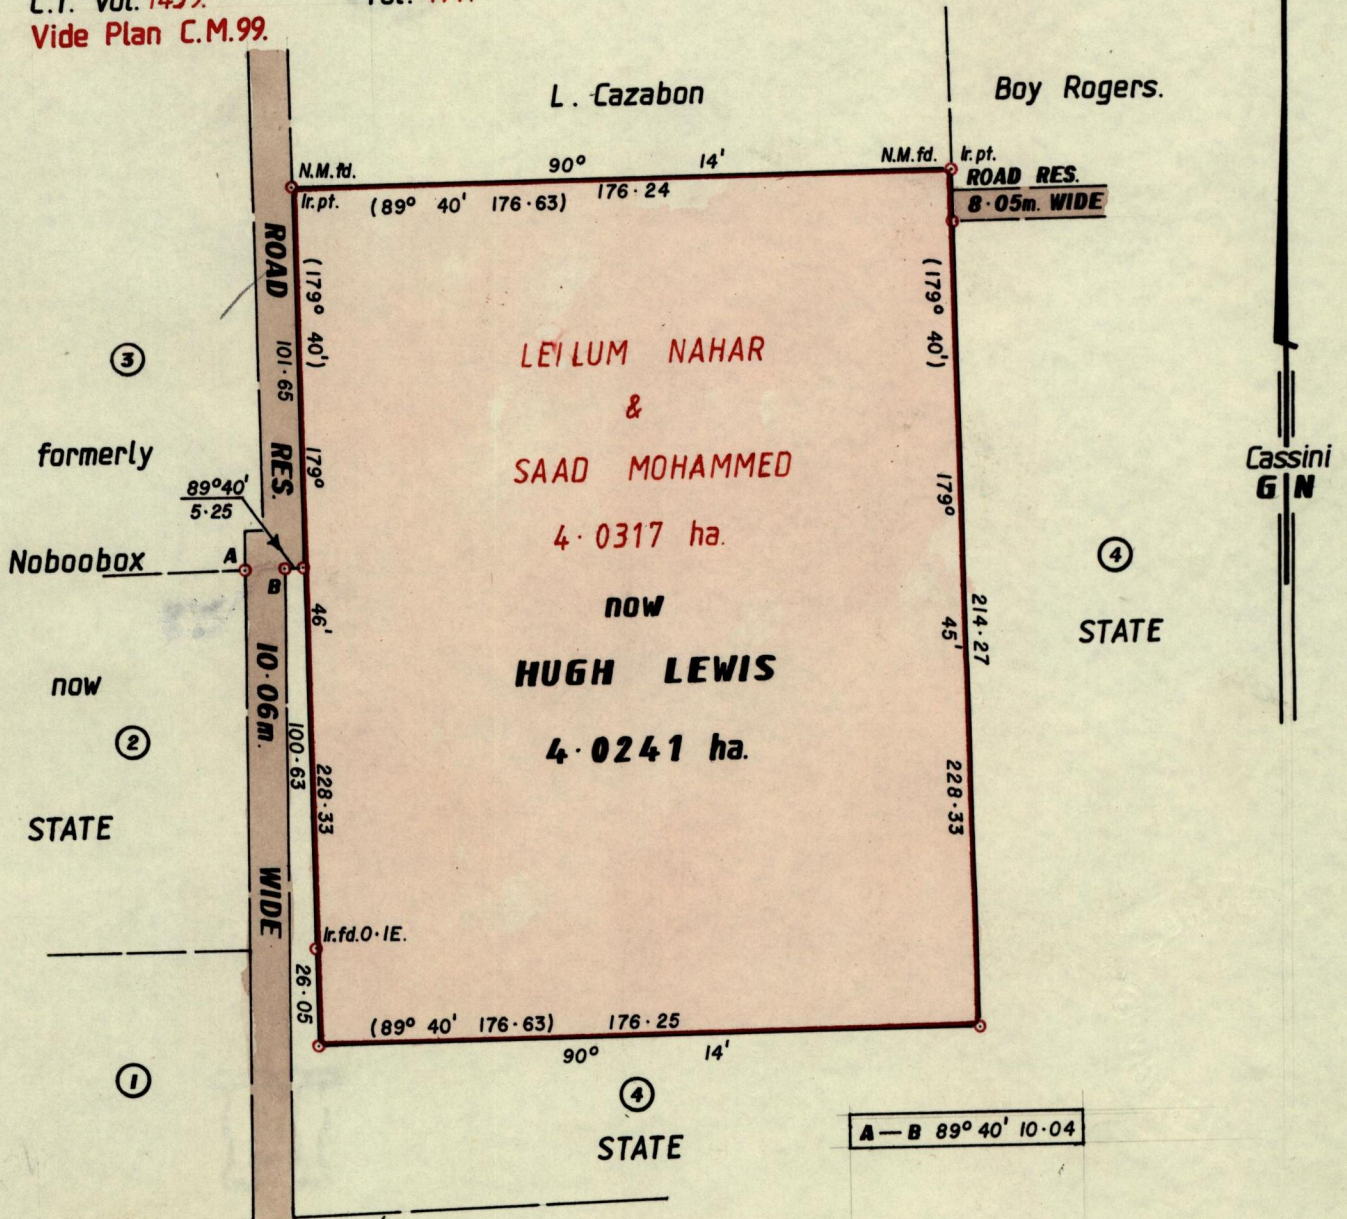 C.T. Vol.
Vide Plan C.M.99.
L. Cazabon
Boy Rogers.
N.M.fd.
90° 14'
N.M.fd.
Ir.pt.
Ir.pt.
(89° 40' 176·63)
176·24
ROAD RES.
8·05m. WIDE
ROAD RES.
101·65
(179° 40')
(179° 40')
LEILUM NAHAR
&
SAAD MOHAMMED
4·0317 ha.
now
HUGH LEWIS
4·0241 ha.
3
formerly
Noboobox
now
2
STATE
1
89°40'
5·25
A
B
10·06m. WIDE
179° 46'
100·63
228·33
Ir.fd.0·1E.
26·05
179° 45'
214·27
228·33
4
STATE
Cassini
G N
(89° 40' 176·63)
176·25
90° 14'
4
STATE
A—B 89° 40' 10·04